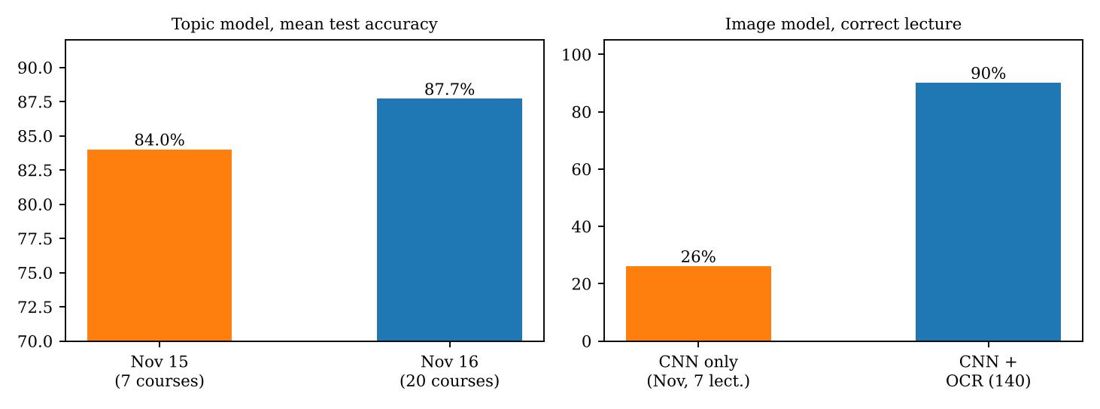 Topic model, mean test accuracy
90.0
87.5
85.0
82.5
80.0
77.5
75.0
72.5
70.0
84.0%
87.7%
Nov 15
(7 courses)
Nov 16
(20 courses)
Image model, correct lecture
100
80
60
40
20
0
26%
90%
CNN only
(Nov, 7 lect.)
CNN +
OCR (140)